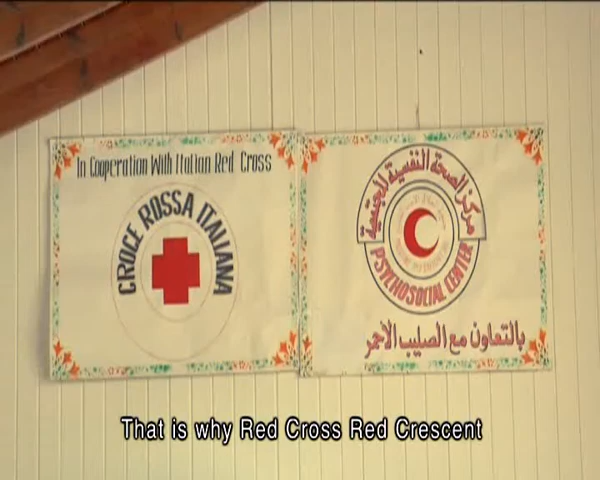 In Cooperation With Italian Red Cross
CROCE ROSSA ITALIANA
مركز الصحة النفسية المجتمعية
PSYCHOSOCIAL CENTER
بالتعاون مع الصليب الأحمر
That is why Red Cross Red Crescent